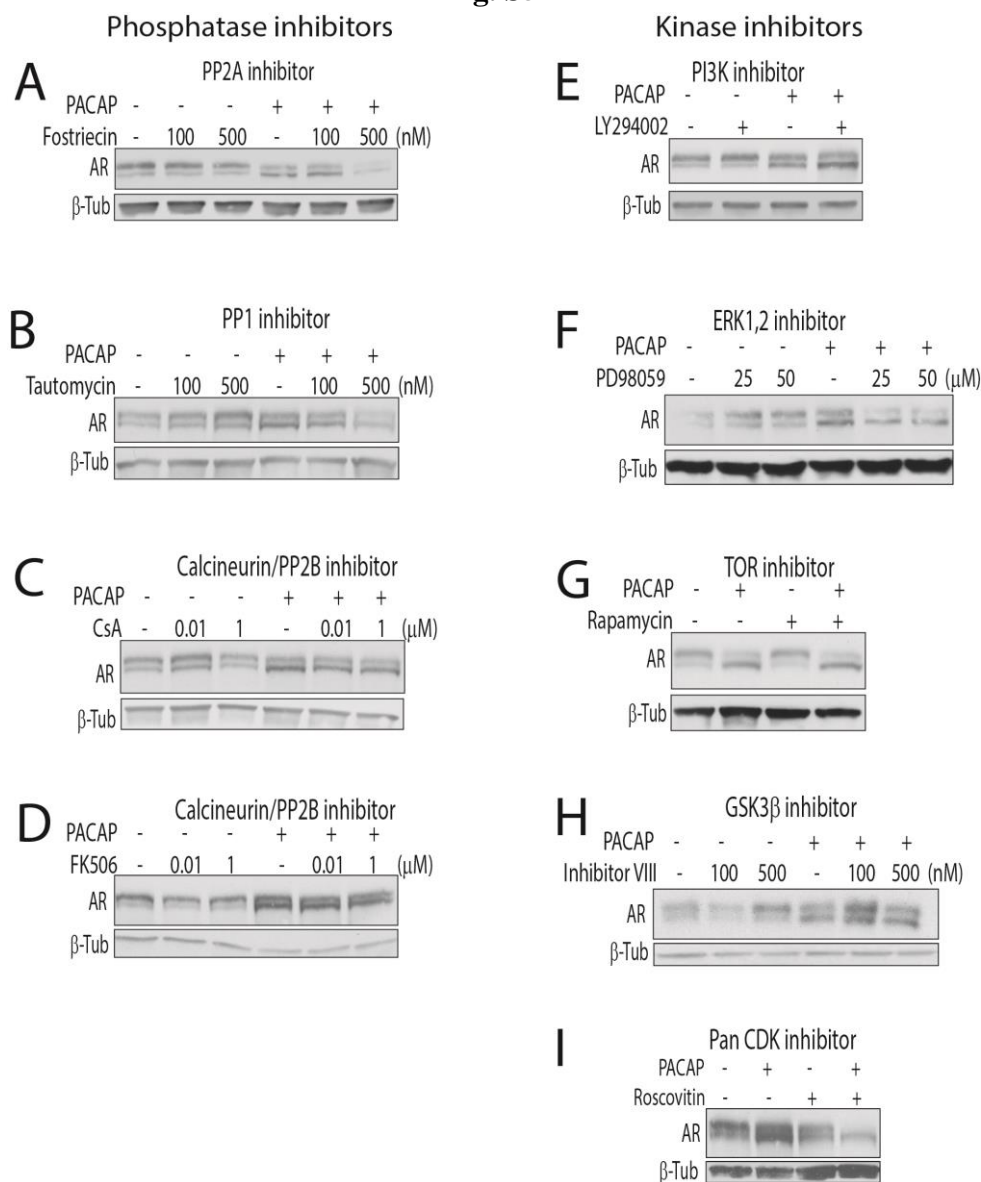 Phosphatase inhibitors
A
PP2A inhibitor
PACAP - - - + + +
Fostriecin - 100 500 - 100 500 (nM)
AR
β-Tub
B
PP1 inhibitor
PACAP - - - + + +
Tautomycin - 100 500 - 100 500 (nM)
AR
β-Tub
C
Calcineurin/PP2B inhibitor
PACAP - - - + + +
CsA - 0.01 1 - 0.01 1 (μM)
AR
β-Tub
D
Calcineurin/PP2B inhibitor
PACAP - - - + + +
FK506 - 0.01 1 - 0.01 1 (μM)
AR
β-Tub
Kinase inhibitors
E
PI3K inhibitor
PACAP - - + +
LY294002 - + - +
AR
β-Tub
F
ERK1,2 inhibitor
PACAP - - - + + +
PD98059 - 25 50 - 25 50 (μM)
AR
β-Tub
G
TOR inhibitor
PACAP - + - +
Rapamycin - - + +
AR
β-Tub
H
GSK3β inhibitor
PACAP - - - + + +
Inhibitor VIII - 100 500 - 100 500 (nM)
AR
β-Tub
I
Pan CDK inhibitor
PACAP - + - +
Roscovitin - - + +
AR
β-Tub